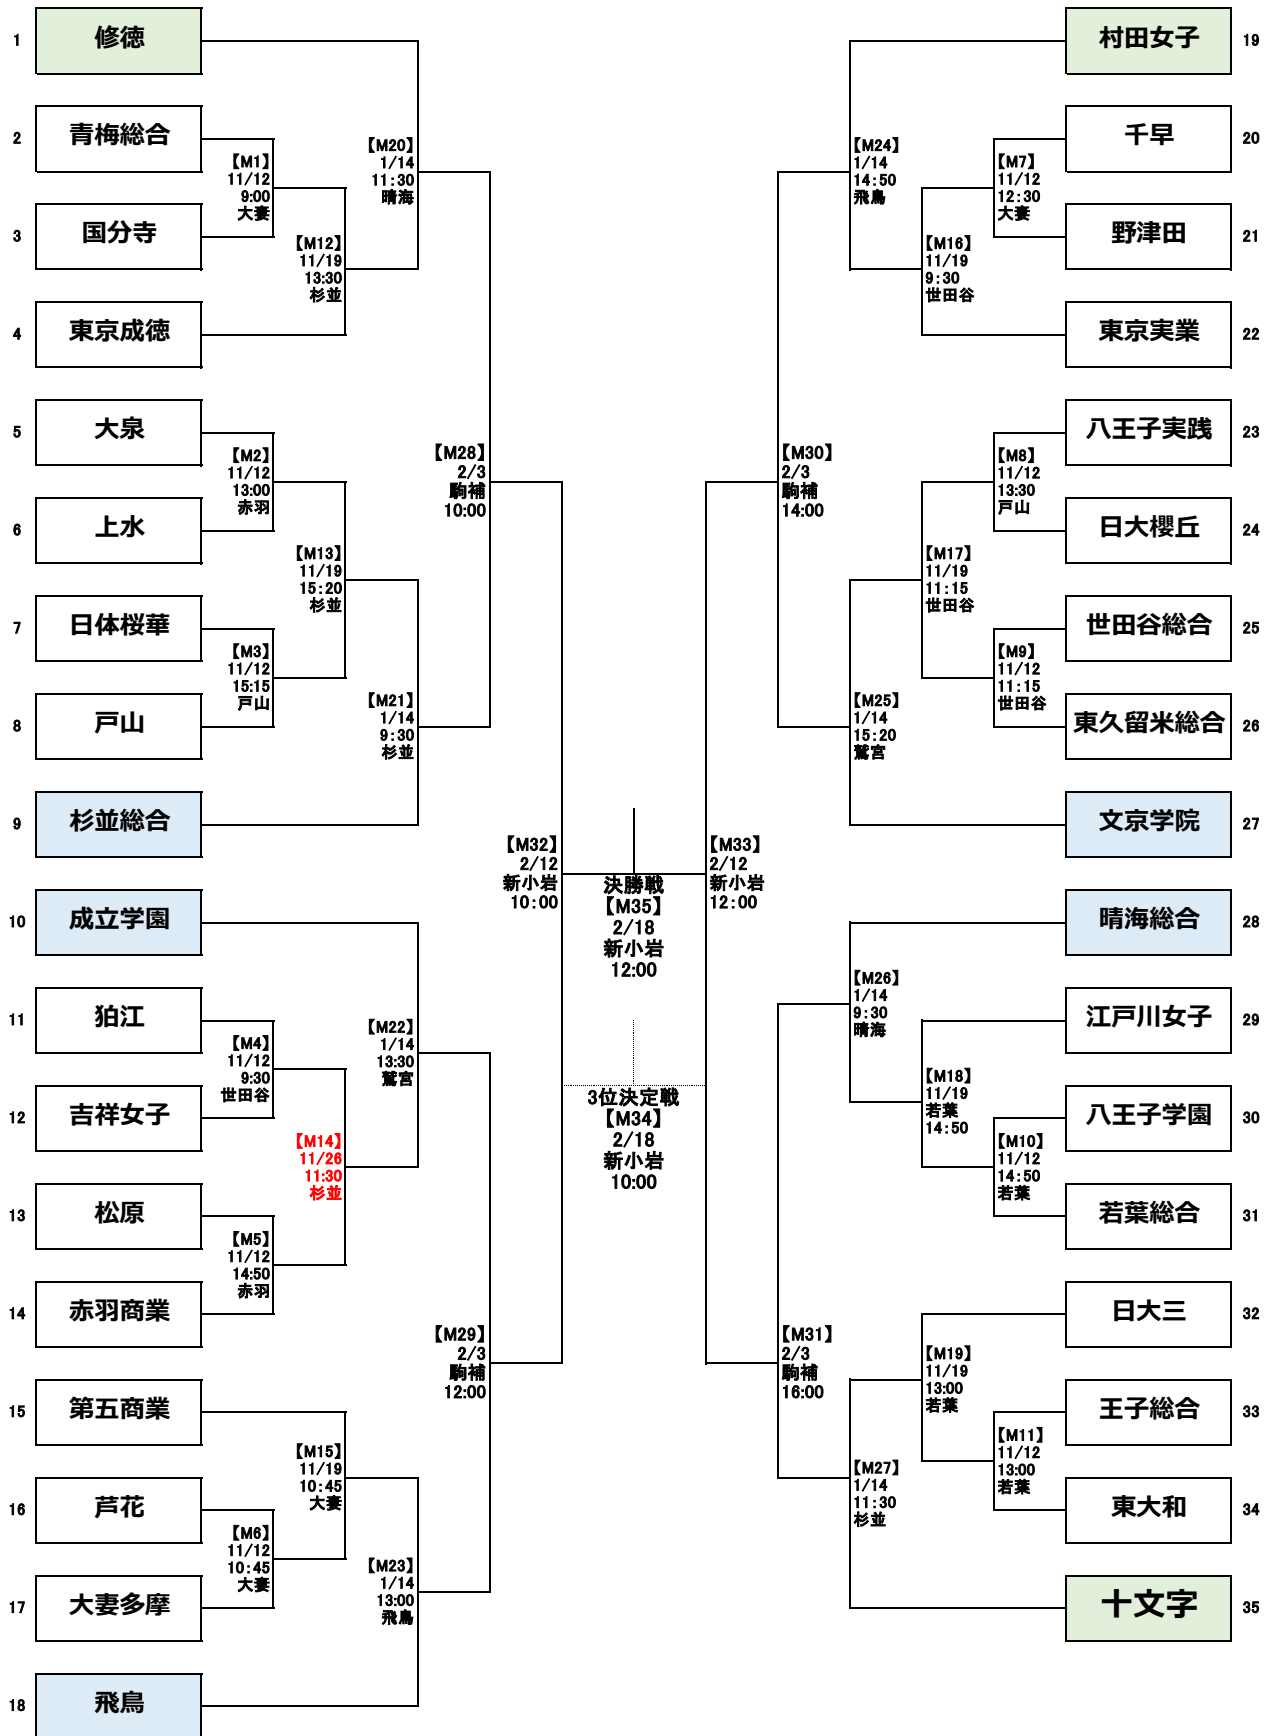 1 修徳
2 青梅総合
3 国分寺
4 東京成徳
5 大泉
6 上水
7 日体桜華
8 戸山
9 杉並総合
10 成立学園
11 狛江
12 吉祥女子
13 松原
14 赤羽商業
15 第五商業
16 芦花
17 大妻多摩
18 飛鳥
【M1】
11/12
9:00
大妻
【M2】
11/12
13:00
赤羽
【M3】
11/12
15:15
戸山
【M4】
11/12
9:30
世田谷
【M5】
11/12
14:50
赤羽
【M6】
11/12
10:45
大妻
【M12】
11/19
13:30
杉並
【M13】
11/19
15:20
杉並
【M14】
11/26
11:30
杉並
【M15】
11/19
10:45
大妻
【M20】
1/14
11:30
晴海
【M21】
1/14
9:30
杉並
【M22】
1/14
13:30
鷲宮
【M23】
1/14
13:00
飛鳥
【M28】
2/3
駒補
10:00
【M29】
2/3
駒補
12:00
【M32】
2/12
新小岩
10:00
決勝戦
【M35】
2/18
新小岩
12:00
3位決定戦
【M34】
2/18
新小岩
10:00
【M33】
2/12
新小岩
12:00
【M30】
2/3
駒補
14:00
【M31】
2/3
駒補
16:00
【M24】
1/14
14:50
飛鳥
【M25】
1/14
15:20
鷲宮
【M26】
1/14
9:30
晴海
【M27】
1/14
11:30
杉並
【M16】
11/19
9:30
世田谷
【M17】
11/19
11:15
世田谷
【M18】
11/19
若葉
14:50
【M19】
11/19
13:00
若葉
【M7】
11/12
12:30
大妻
【M8】
11/12
13:30
戸山
【M9】
11/12
11:15
世田谷
【M10】
11/12
14:50
若葉
【M11】
11/12
13:00
若葉
村田女子 19
千早 20
野津田 21
東京実業 22
八王子実践 23
日大櫻丘 24
世田谷総合 25
東久留米総合 26
文京学院 27
晴海総合 28
江戸川女子 29
八王子学園 30
若葉総合 31
日大三 32
王子総合 33
東大和 34
十文字 35